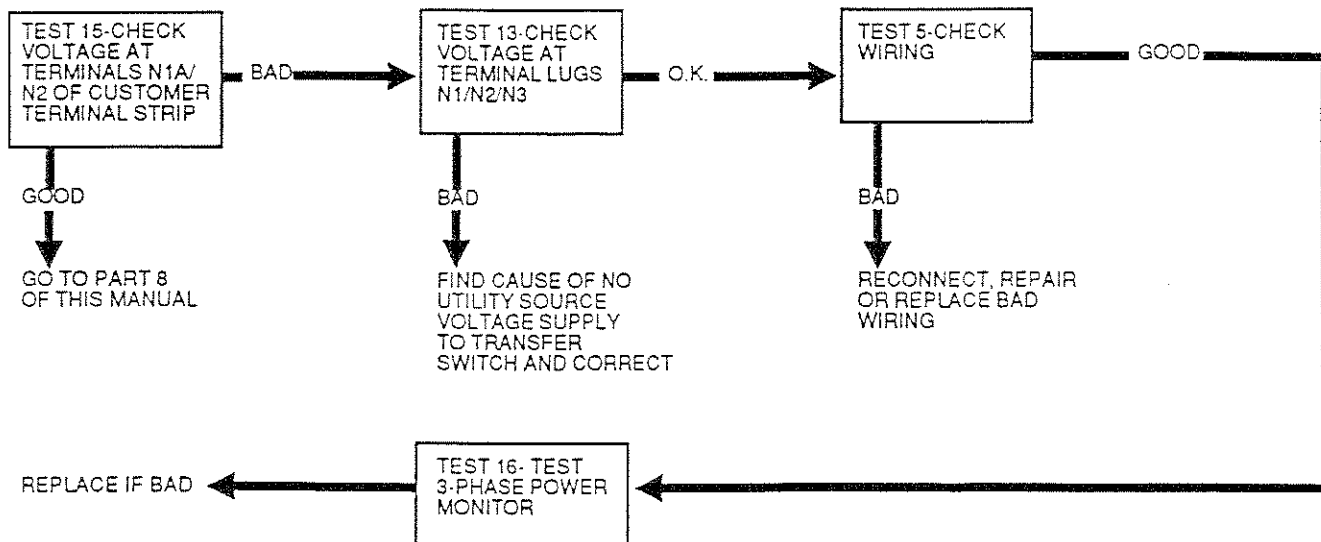 TEST 15-CHECK
VOLTAGE AT
TERMINALS N1A/
N2 OF CUSTOMER
TERMINAL STRIP
BAD
TEST 13-CHECK
VOLTAGE AT
TERMINAL LUGS
N1/N2/N3
O.K.
TEST 5-CHECK
WIRING
GOOD
GOOD
BAD
BAD
GO TO PART 8
OF THIS MANUAL
FIND CAUSE OF NO
UTILITY SOURCE
VOLTAGE SUPPLY
TO TRANSFER
SWITCH AND CORRECT
RECONNECT, REPAIR
OR REPLACE BAD
WIRING
REPLACE IF BAD
TEST 16- TEST
3-PHASE POWER
MONITOR